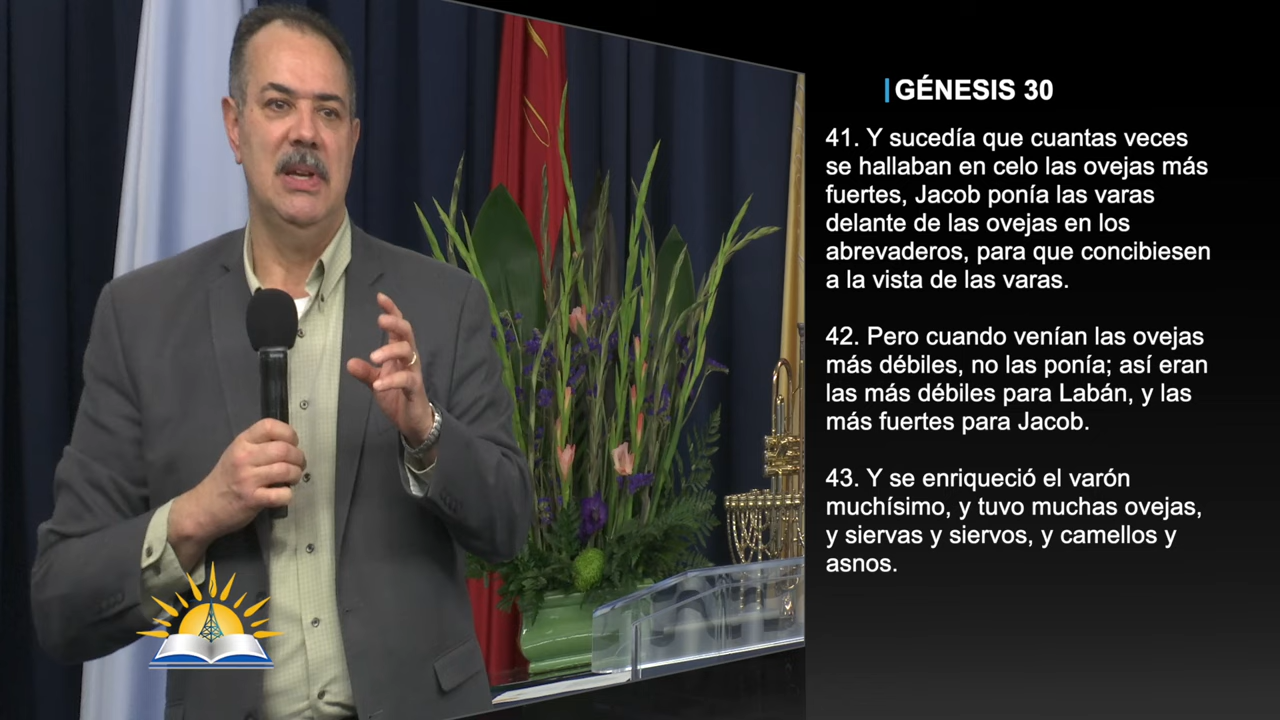 GÉNESIS 30
41. Y sucedía que cuantas veces
se hallaban en celo las ovejas más
fuertes, Jacob ponía las varas
delante de las ovejas en los
abrevaderos, para que concibiesen
a la vista de las varas.
42. Pero cuando venían las ovejas
más débiles, no las ponía; así eran
las más débiles para Labán, y las
más fuertes para Jacob.
43. Y se enriqueció el varón
muchísimo, y tuvo muchas ovejas,
y siervas y siervos, y camellos y
asnos.